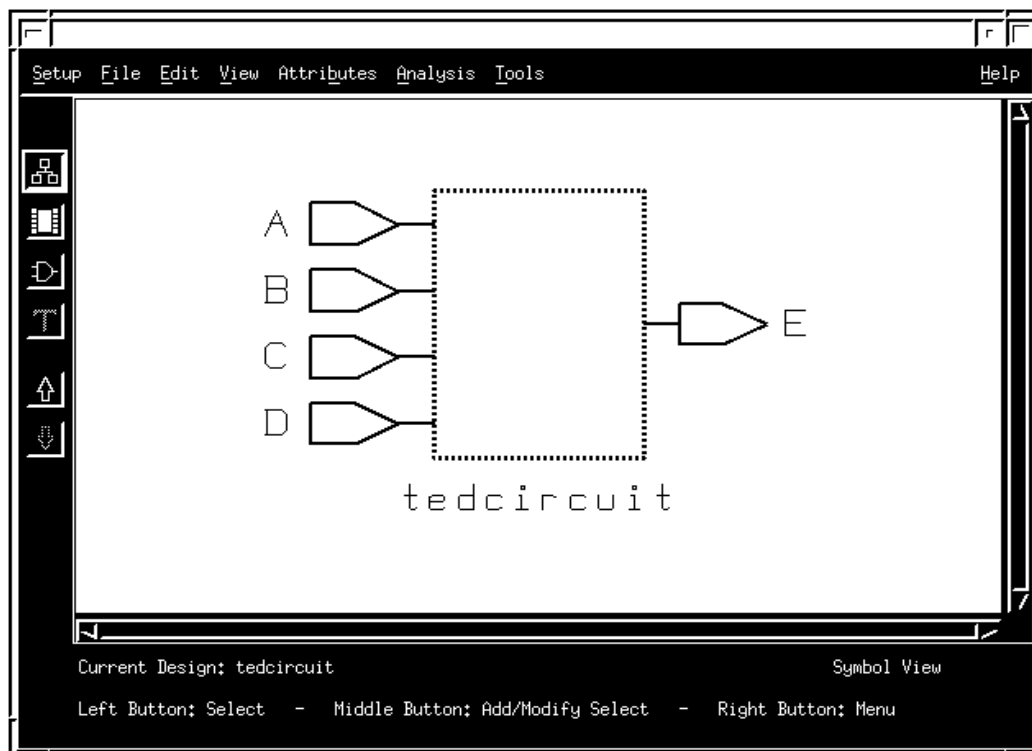 Setup File Edit View Attributes Analysis Tools Help
A
B
C
D
E
tedcircuit
Current Design: tedcircuit Symbol View
Left Button: Select - Middle Button: Add/Modify Select - Right Button: Menu